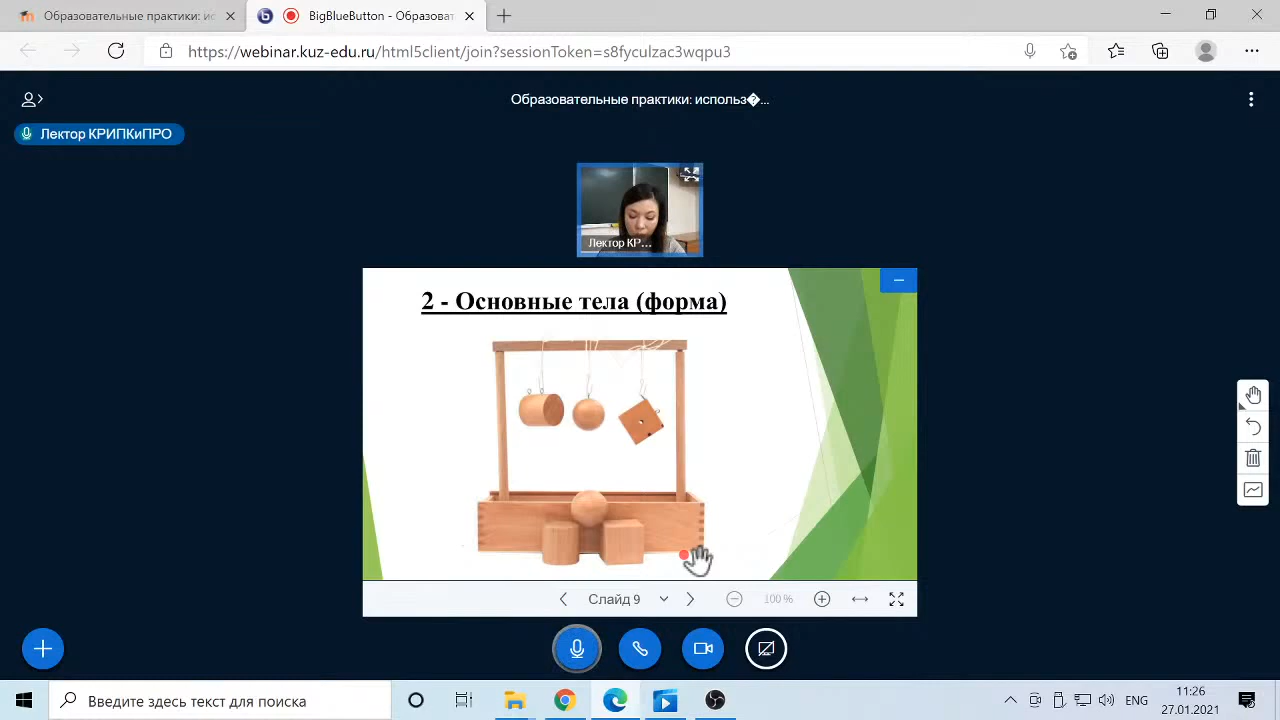 Образовательные практики: ис
BigBlueButton - Образоват
https://webinar.kuz-edu.ru/html5client/join?sessionToken=s8fyculzac3wqpu3
Образовательные практики: использ�...
Лектор КРИПКиПРО
Лектор КР...
2 - Основные тела (форма)
Слайд 9
100 %
Введите здесь текст для поиска
ENG
11:26
27.01.2021